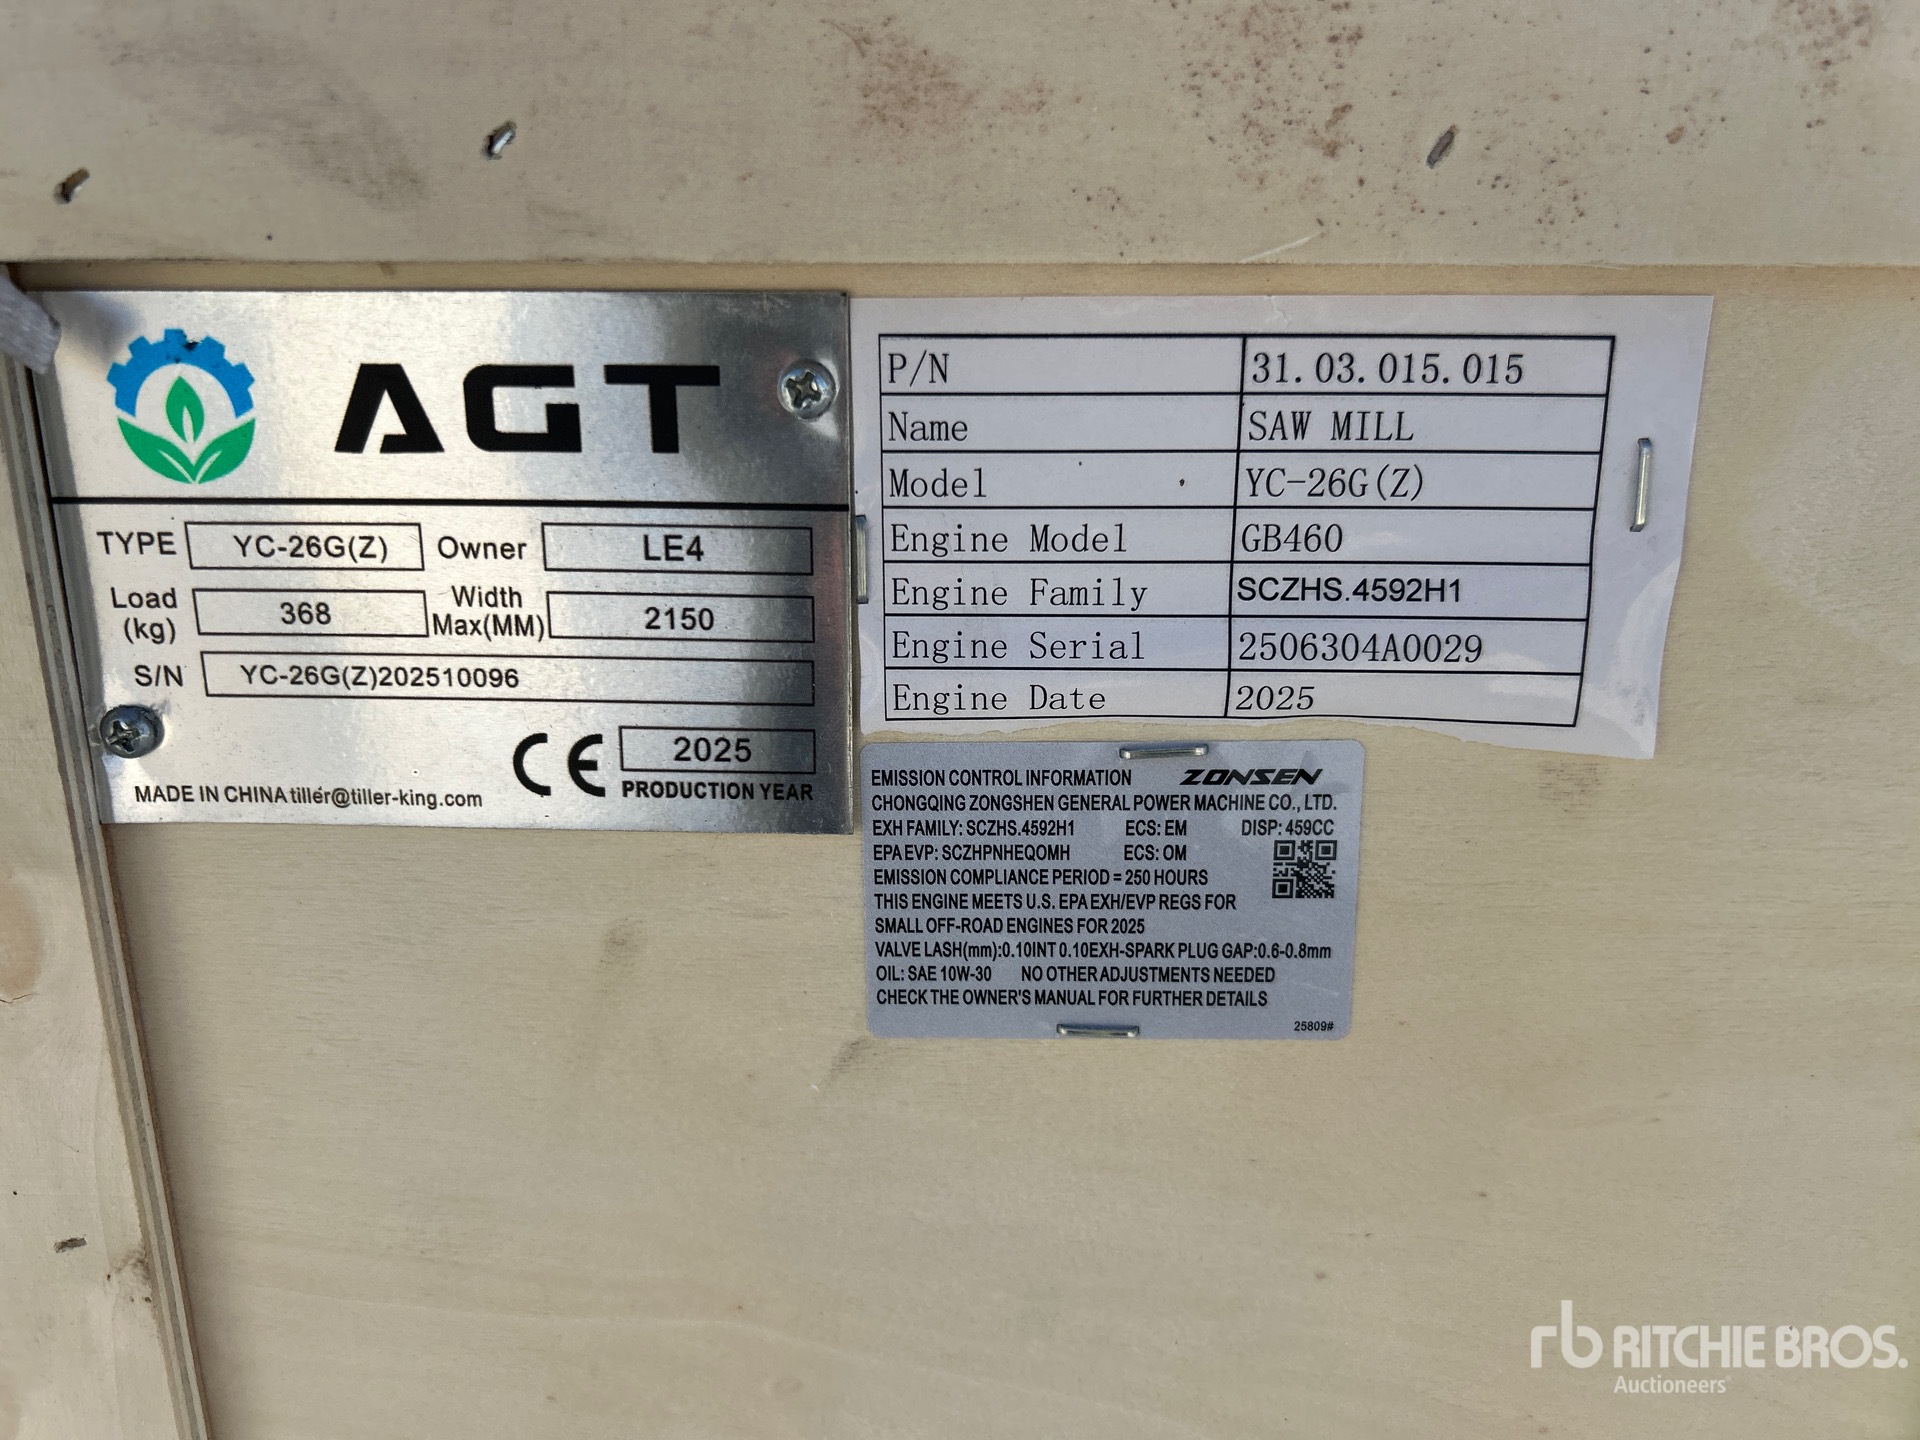 AGT
TYPE YC-26G(Z) Owner LE4
Load (kg) 368 Width Max(MM) 2150
S/N YC-26G(Z)202510096
CE 2025
MADE IN CHINA tiller@tiller-king.com PRODUCTION YEAR
P/N 31.03.015.015
Name SAW MILL
Model YC-26G(Z)
Engine Model GB460
Engine Family SCZHS.4592H1
Engine Serial 2506304A0029
Engine Date 2025
EMISSION CONTROL INFORMATION ZONSEN
CHONGQING ZONGSHEN GENERAL POWER MACHINE CO., LTD.
EXH FAMILY: SCZHS.4592H1 ECS: EM DISP: 459CC
EPA EVP: SCZHPNHEQOMH ECS: OM
EMISSION COMPLIANCE PERIOD = 250 HOURS
THIS ENGINE MEETS U.S. EPA EXH/EVP REGS FOR
SMALL OFF-ROAD ENGINES FOR 2025
VALVE LASH(mm):0.10INT 0.10EXH-SPARK PLUG GAP:0.6-0.8mm
OIL: SAE 10W-30 NO OTHER ADJUSTMENTS NEEDED
CHECK THE OWNER'S MANUAL FOR FURTHER DETAILS
25809#
rb RITCHIE BROS.
Auctioneers